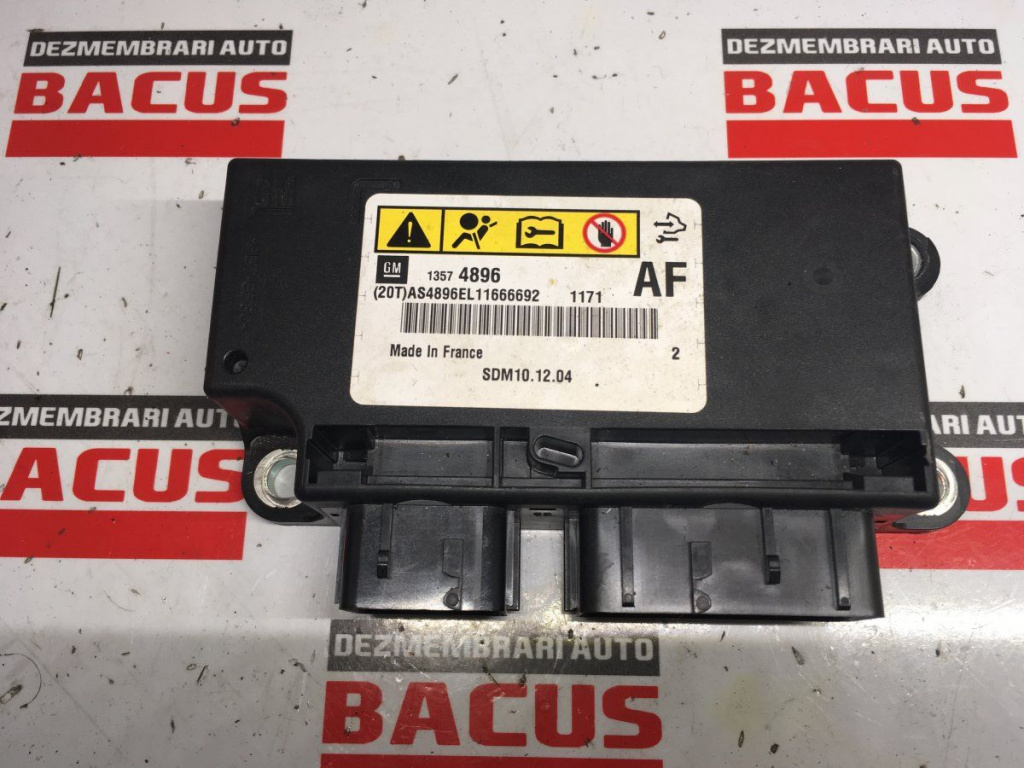 DEZMEMBRARI AUTO
BACUS
DEZMEMBRARI AUTO
BACUS
GM
GM
1357 4896
AF
(20T)AS4896EL11666692 1171
Made In France
2
SDM10.12.04
DEZMEMBRARI AUTO
ACUS
DEZMEMBRARI AUTO
BACUS